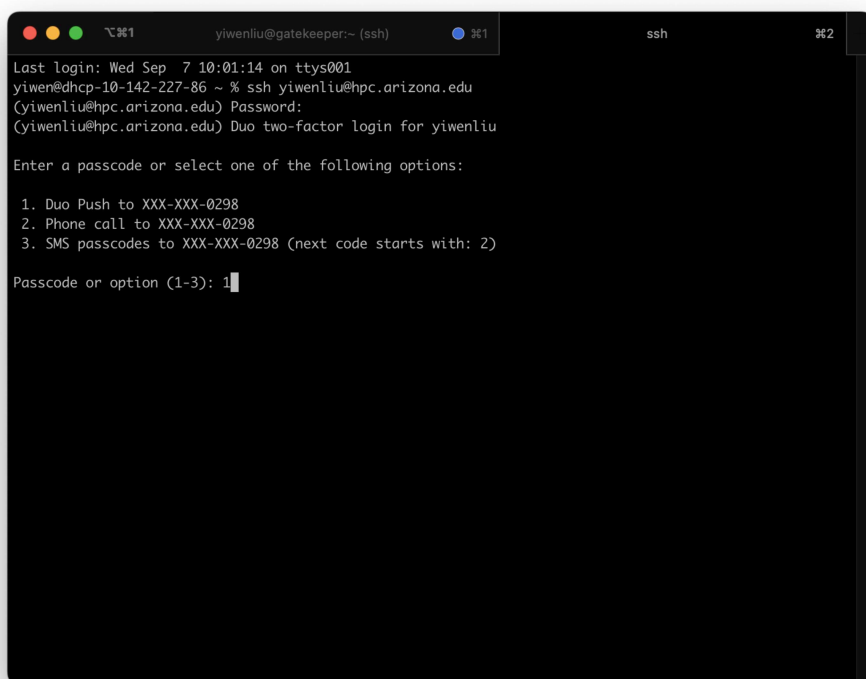 ⌥⌘1 yiwenliu@gatekeeper:~ (ssh) ⌘1 ssh ⌘2
Last login: Wed Sep  7 10:01:14 on ttys001
yiwen@dhcp-10-142-227-86 ~ % ssh yiwenliu@hpc.arizona.edu
(yiwenliu@hpc.arizona.edu) Password:
(yiwenliu@hpc.arizona.edu) Duo two-factor login for yiwenliu
Enter a passcode or select one of the following options:
1. Duo Push to XXX-XXX-0298
2. Phone call to XXX-XXX-0298
3. SMS passcodes to XXX-XXX-0298 (next code starts with: 2)
Passcode or option (1-3): 1